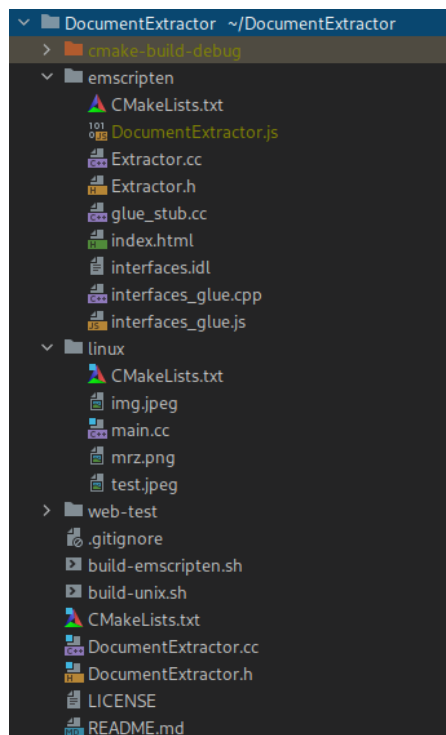 DocumentExtractor ~/DocumentExtractor
cmake-build-debug
emscripten
CMakeLists.txt
DocumentExtractor.js
Extractor.cc
Extractor.h
glue_stub.cc
index.html
interfaces.idl
interfaces_glue.cpp
interfaces_glue.js
linux
CMakeLists.txt
img.jpeg
main.cc
mrz.png
test.jpeg
web-test
.gitignore
build-emscripten.sh
build-unix.sh
CMakeLists.txt
DocumentExtractor.cc
DocumentExtractor.h
LICENSE
README.md